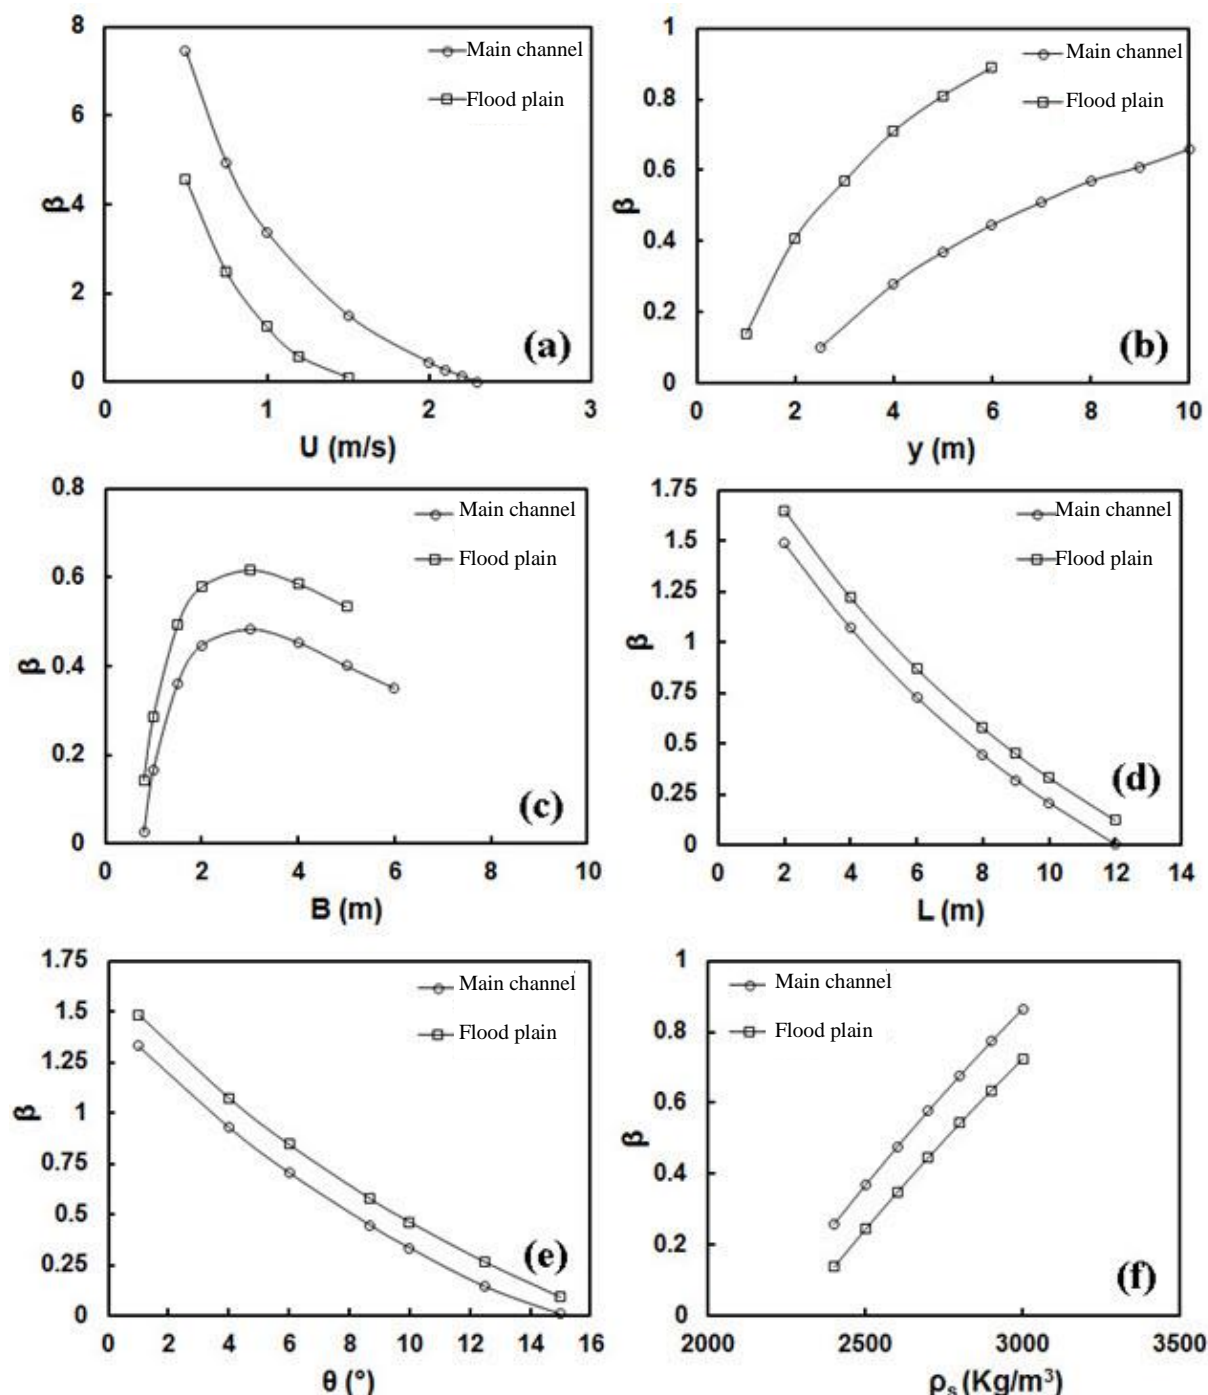 8
6
4
2
0
β
0
1
2
3
U (m/s)
Main channel
Flood plain
(a)
1
0.8
0.6
0.4
0.2
0
β
0
2
4
6
8
10
y (m)
Main channel
Flood plain
(b)
0.8
0.6
0.4
0.2
0
β
0
2
4
6
8
10
B (m)
Main channel
Flood plain
(c)
1.75
1.5
1.25
1
0.75
0.5
0.25
0
β
0
2
4
6
8
10
12
14
L (m)
Main channel
Flood plain
(d)
1.75
1.5
1.25
1
0.75
0.5
0.25
0
β
0
2
4
6
8
10
12
14
16
θ (°)
Main channel
Flood plain
(e)
1
0.8
0.6
0.4
0.2
0
β
2000
2500
3000
3500
ρs (Kg/m³)
Main channel
Flood plain
(f)